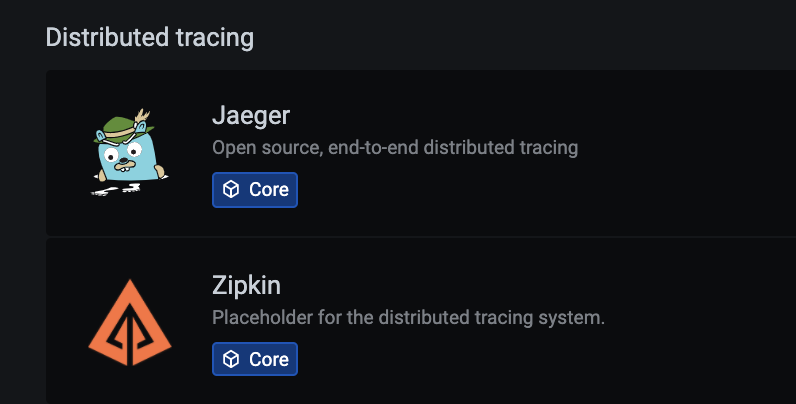 Distributed tracing
Jaeger
Open source, end-to-end distributed tracing
Core
Zipkin
Placeholder for the distributed tracing system.
Core